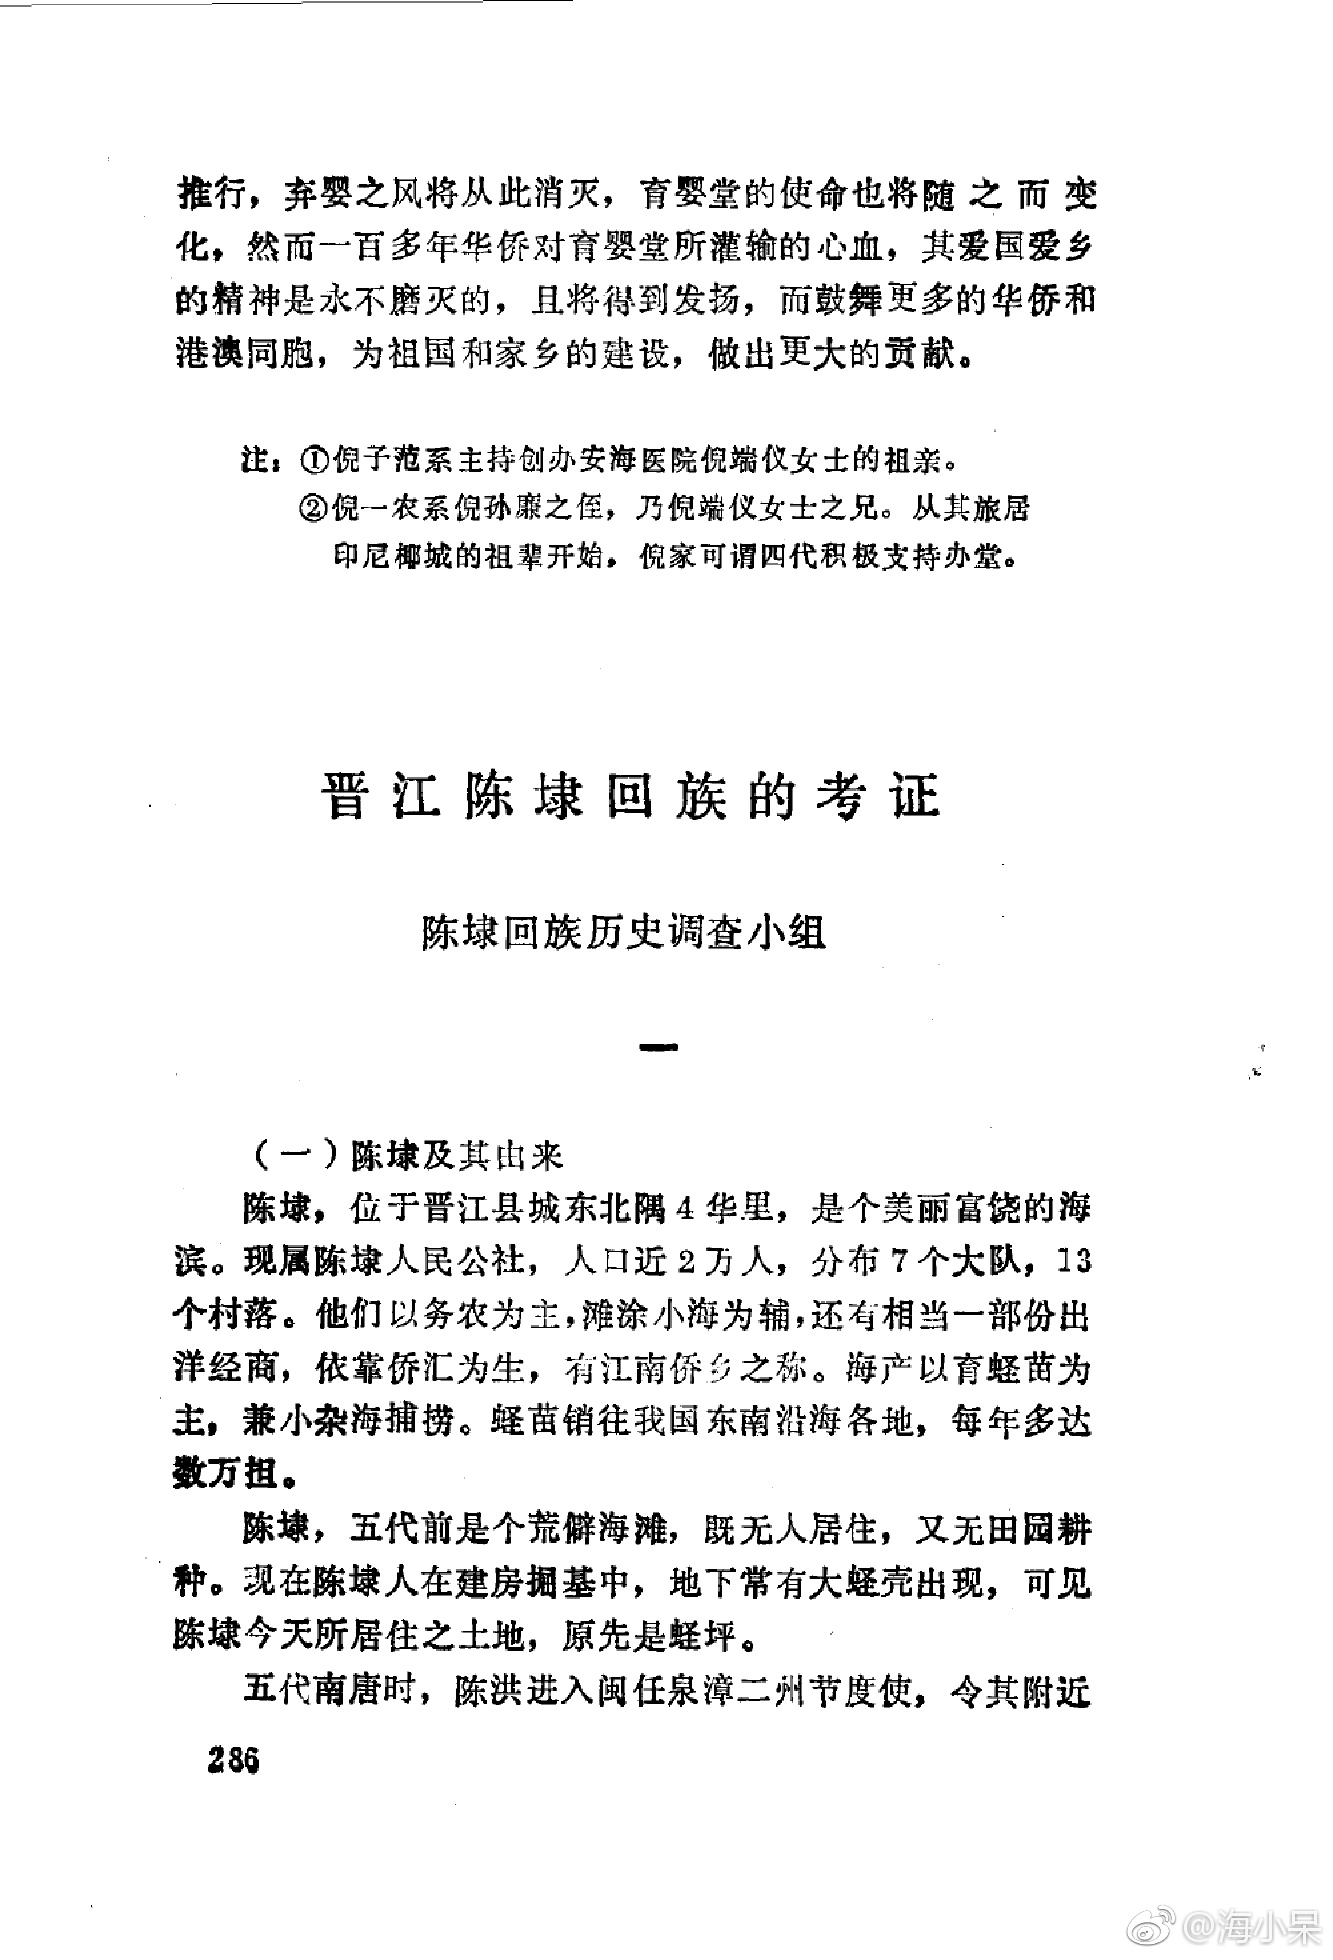 推行，弃婴之风将从此消灭，育婴堂的使命也将随之而变
化，然而一百多年华侨对育婴堂所灌输的心血，其爱国爱乡
的精神是永不磨灭的，且将得到发扬，而鼓舞更多的华侨和
港澳同胞，为祖国和家乡的建设，做出更大的贡献。
注：①倪子范系主持创办安海医院倪端仪女士的祖亲。
②倪一农系倪孙廉之侄，乃倪端仪女士之兄。从其旅居
印尼椰城的祖辈开始，倪家可谓四代积极支持办堂。
晋江陈埭回族的考证
陈埭回族历史调查小组
一
（一）陈埭及其由来
陈埭，位于晋江县城东北隅4华里，是个美丽富饶的海
滨。现属陈埭人民公社，人口近2万人，分布7个大队，13
个村落。他们以务农为主，滩涂小海为辅，还有相当一部份出
洋经商，依靠侨汇为生，有江南侨乡之称。海产以育蛏苗为
主，兼小杂海捕捞。蛏苗销往我国东南沿海各地，每年多达
数万担。
陈埭，五代前是个荒僻海滩，既无人居住，又无田园耕
种。现在陈埭人在建房掘基中，地下常有大蛏壳出现，可见
陈埭今天所居住之土地，原先是蛏坪。
五代南唐时，陈洪进入闽任泉漳二州节度使，令其附近
286
@海小呆